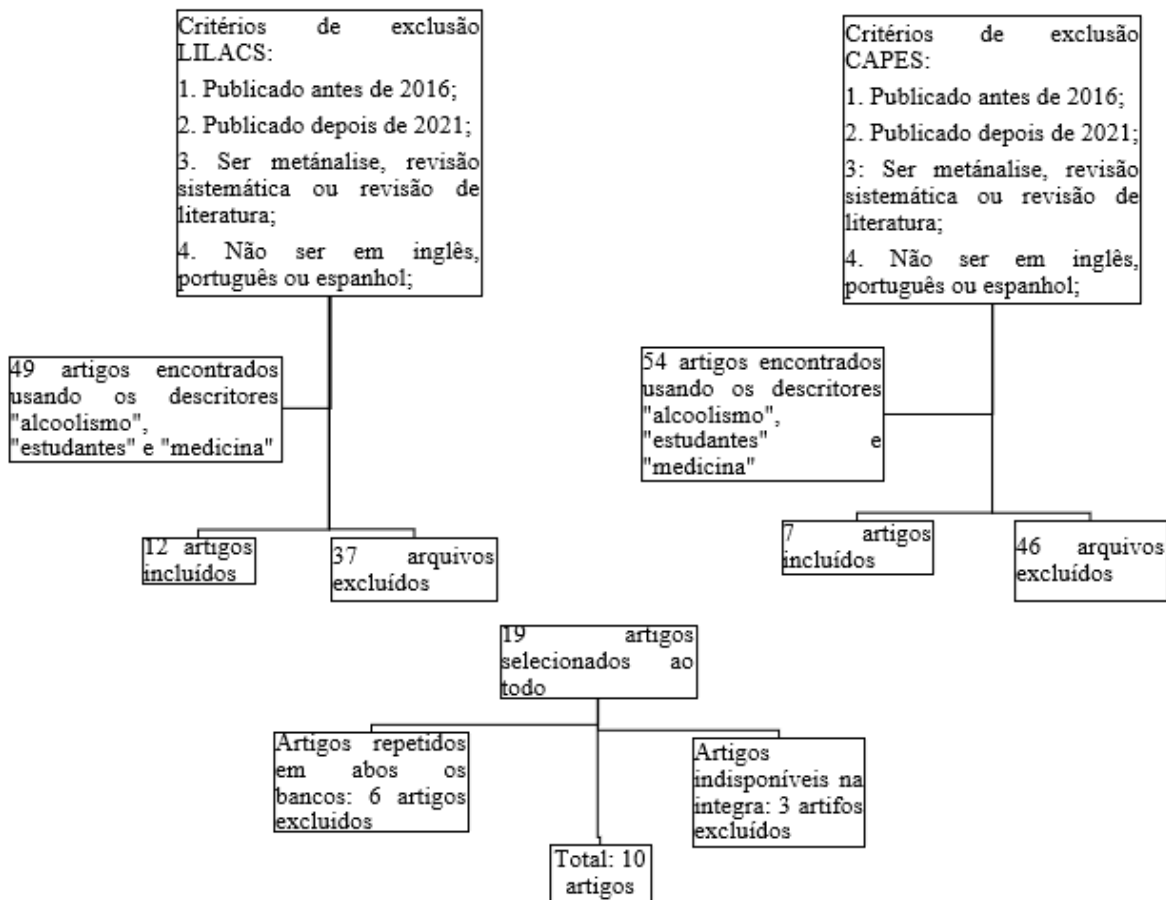 Critérios de exclusão
LILACS:
1. Publicado antes de 2016;
2. Publicado depois de 2021;
3. Ser metánalise, revisão
sistemática ou revisão de
literatura;
4. Não ser em inglês,
português ou espanhol;
Critérios de exclusão
CAPES:
1. Publicado antes de 2016;
2. Publicado depois de 2021;
3: Ser metánalise, revisão
sistemática ou revisão de
literatura;
4. Não ser em inglês,
português ou espanhol;
49 artigos encontrados
usando os descritores
"alcoolismo",
"estudantes" e "medicina"
54 artigos encontrados
usando os descritores
"alcoolismo",
"estudantes" e
"medicina"
12 artigos
incluídos
37 arquivos
excluídos
7 artigos
incluídos
46 arquivos
excluídos
19 artigos
selecionados ao
todo
Artigos repetidos
em abos os
bancos: 6 artigos
excluidos
Artigos
indisponíveis na
integra: 3 artifos
excluídos
Total: 10
artigos